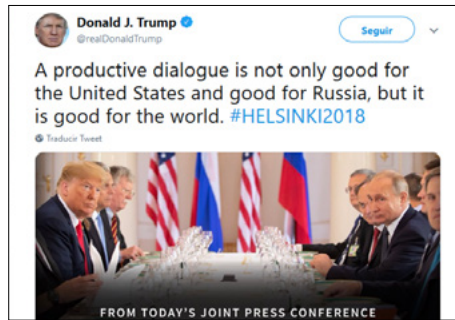 Donald J. Trump
@realDonaldTrump
Seguir
A productive dialogue is not only good for
the United States and good for Russia, but it
is good for the world. #HELSINKI2018
Traducir Tweet
FROM TODAY'S JOINT PRESS CONFERENCE